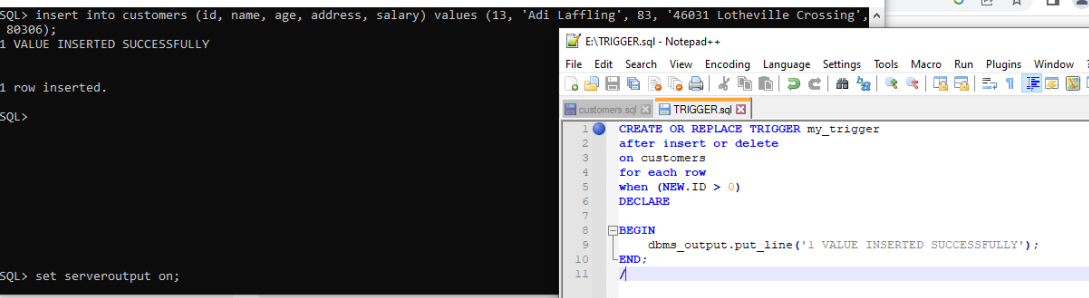 SQL> insert into customers (id, name, age, address, salary) values (13, 'Adi Laffling', 83, '46031 Lotheville Crossing',
80306);
1 VALUE INSERTED SUCCESSFULLY
1 row inserted.
SQL>
SQL> set serveroutput on;
E:\TRIGGER.sql - Notepad++
File Edit Search View Encoding Language Settings Tools Macro Run Plugins Window ?
customers.sql TRIGGER.sql
1 CREATE OR REPLACE TRIGGER my_trigger
2 after insert or delete
3 on customers
4 for each row
5 when (NEW.ID > 0)
6 DECLARE
7
8 BEGIN
9 dbms_output.put_line('1 VALUE INSERTED SUCCESSFULLY');
10 END;
11 /